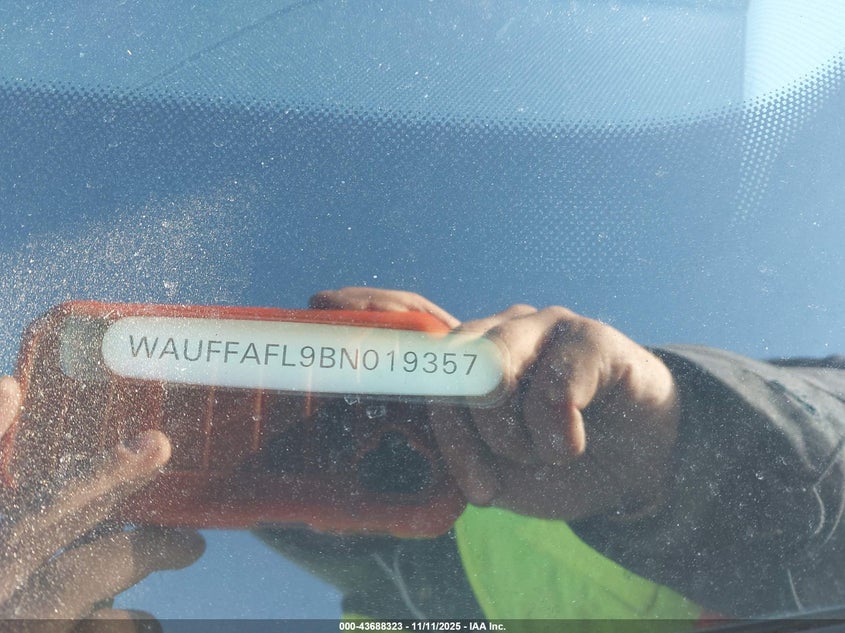 WAUFFAFL9BN019357
000-43688323 - 11/11/2025 - IAA Inc.